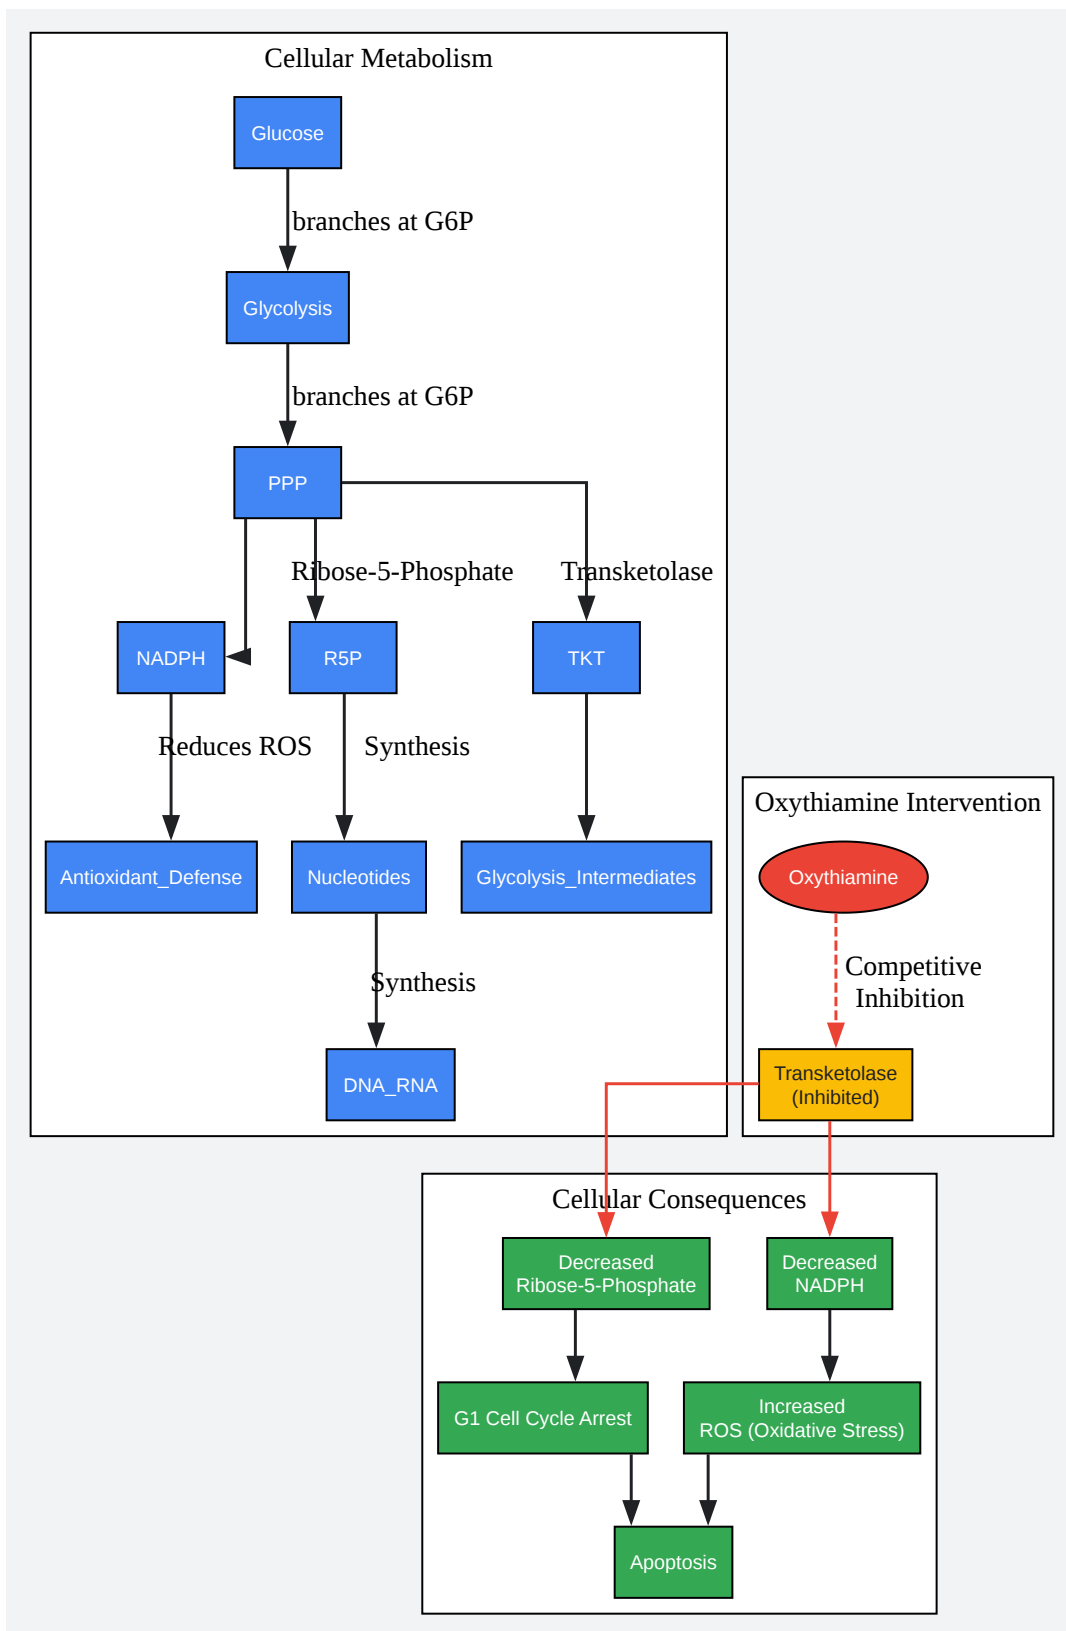 Cellular Metabolism
Glucose
branches at G6P
Glycolysis
branches at G6P
PPP
Ribose-5-Phosphate
Transketolase
NADPH
R5P
TKT
Reduces ROS
Synthesis
Antioxidant_Defense
Nucleotides
Glycolysis_Intermediates
Synthesis
DNA_RNA
Oxythiamine Intervention
Oxythiamine
Competitive
Inhibition
Transketolase
(Inhibited)
Cellular Consequences
Decreased
Ribose-5-Phosphate
Decreased
NADPH
G1 Cell Cycle Arrest
Increased
ROS (Oxidative Stress)
Apoptosis